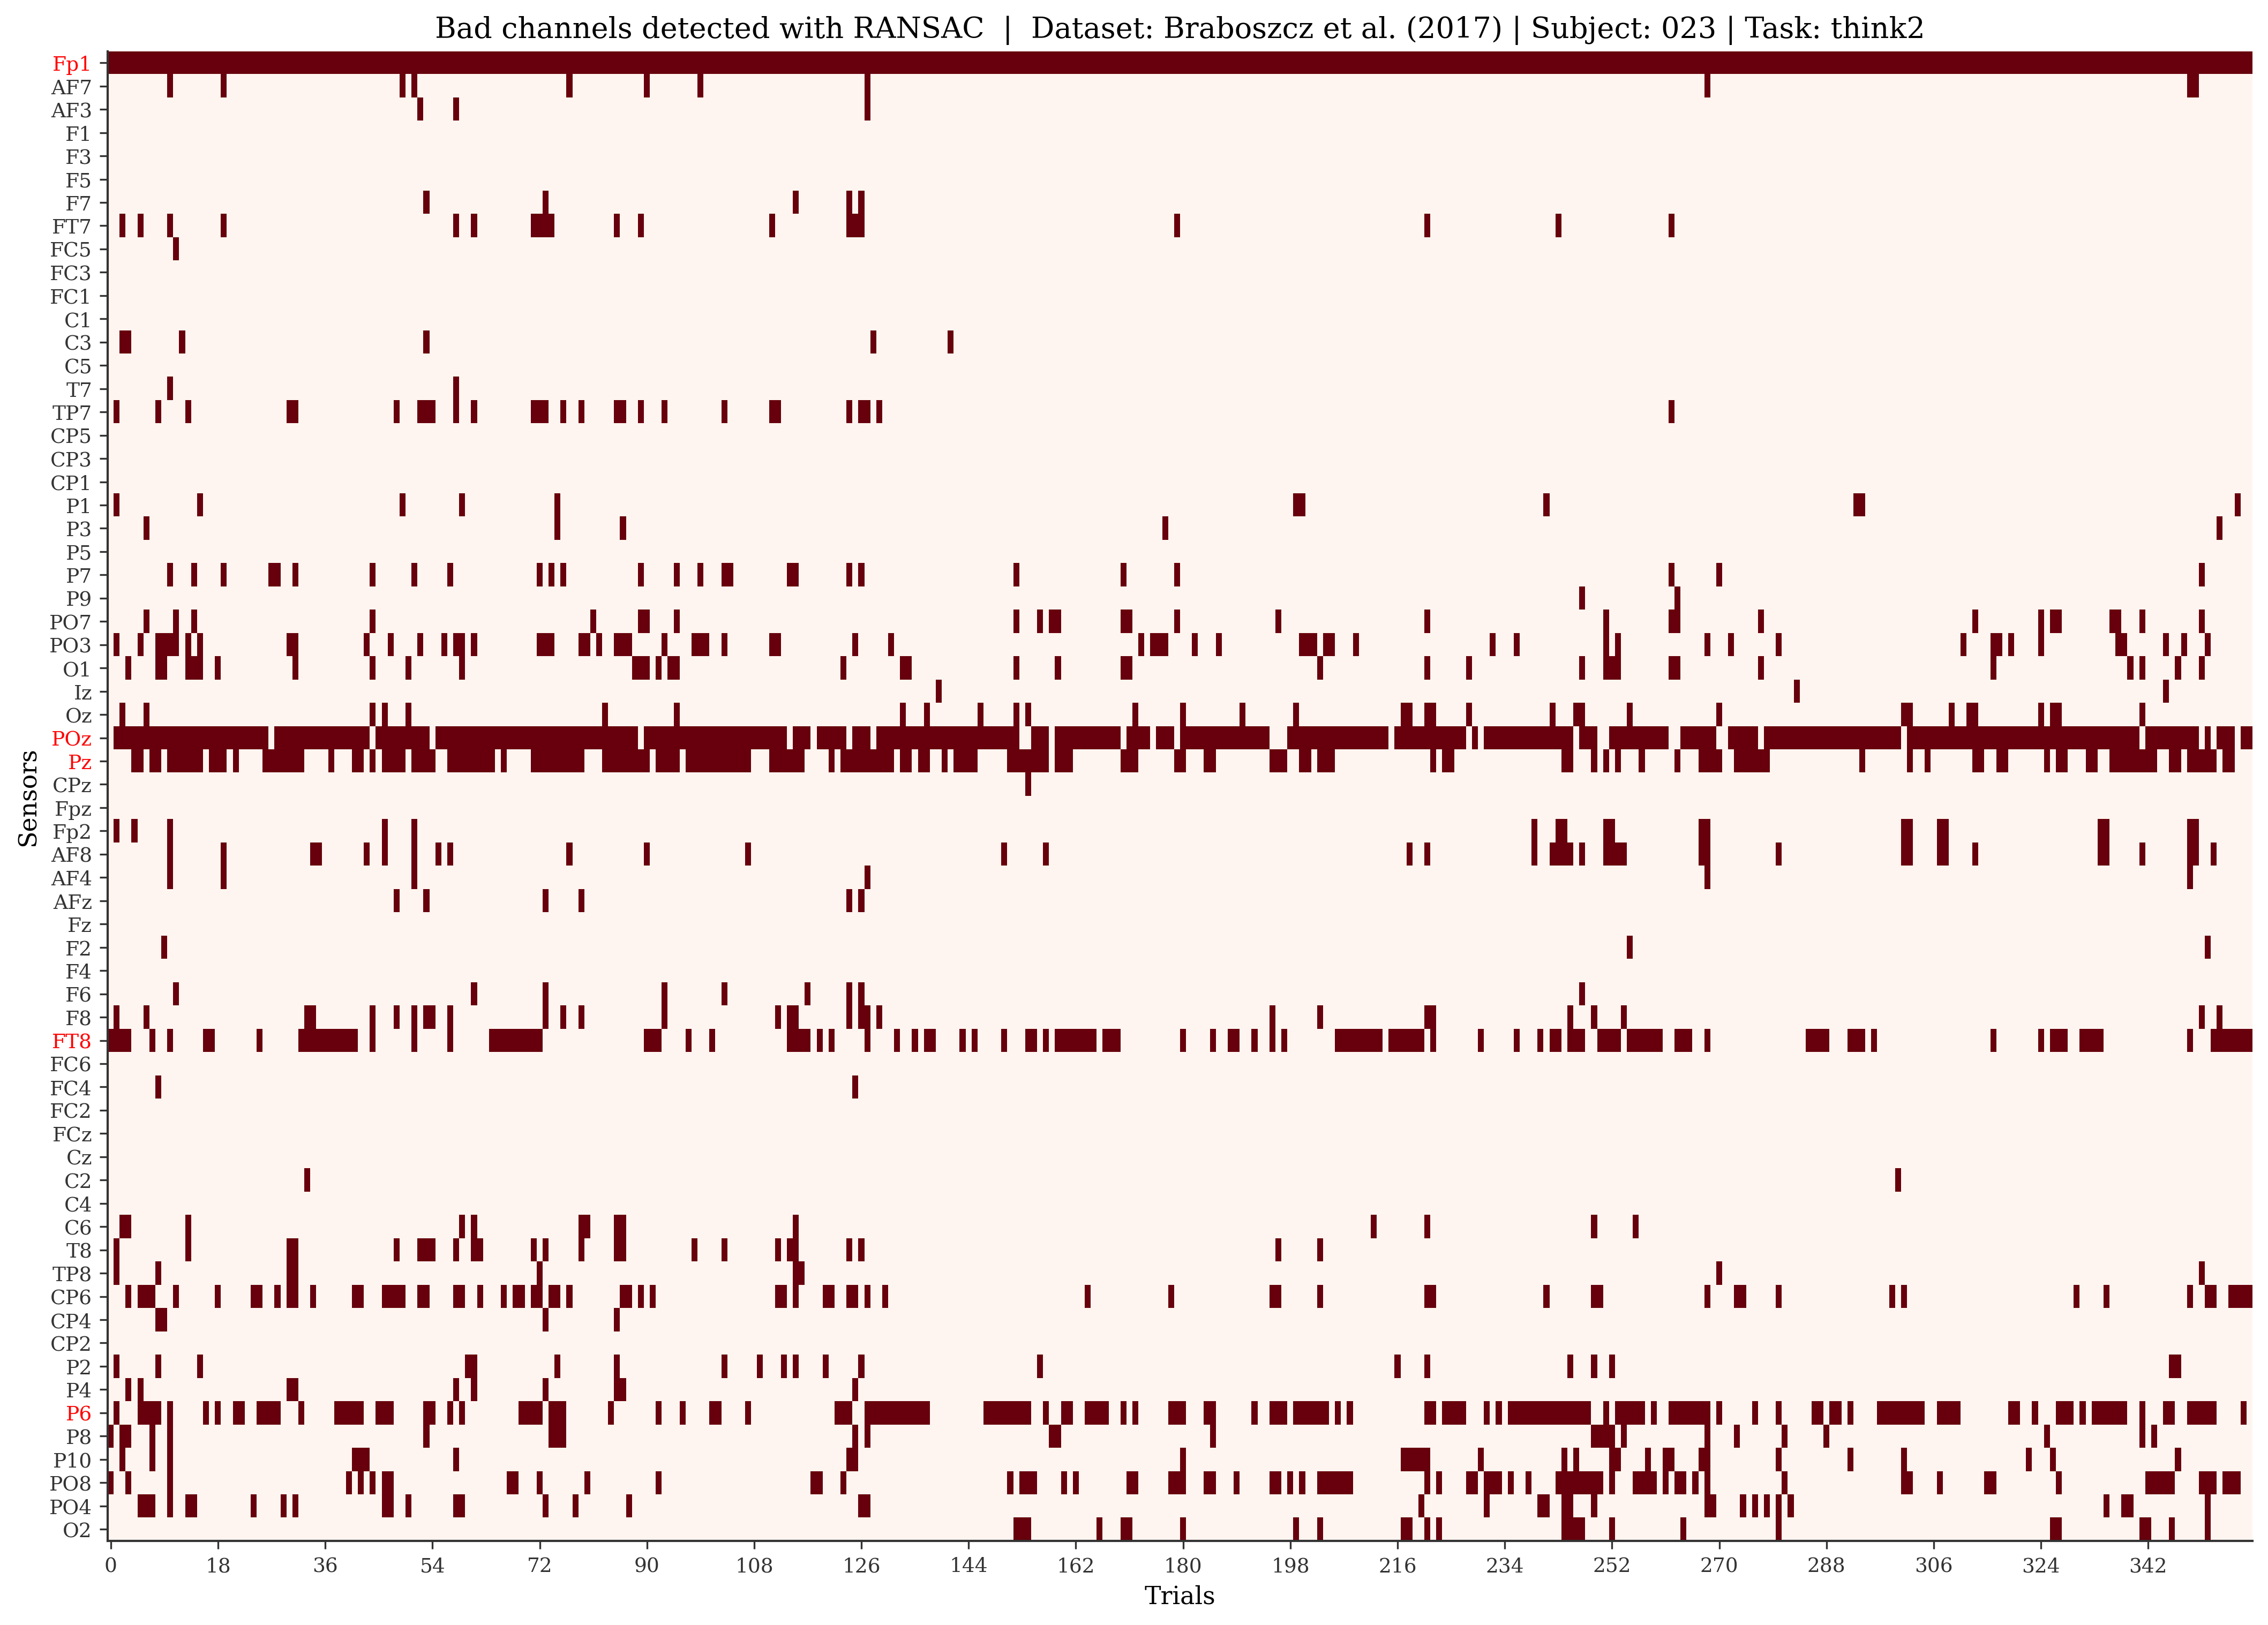 Bad channels detected with RANSAC | Dataset: Braboszcz et al. (2017) | Subject: 023 | Task: think2
Sensors
Fp1
AF7
AF3
F1
F3
F5
F7
FT7
FC5
FC3
FC1
C1
C3
C5
T7
TP7
CP5
CP3
CP1
P1
P3
P5
P7
P9
PO7
PO3
O1
Iz
Oz
POz
Pz
CPz
Fpz
Fp2
AF8
AF4
AFz
Fz
F2
F4
F6
F8
FT8
FC6
FC4
FC2
FCz
Cz
C2
C4
C6
T8
TP8
CP6
CP4
CP2
P2
P4
P6
P8
P10
PO8
PO4
O2
0 18 36 54 72 90 108 126 144 162 180 198 216 234 252 270 288 306 324 342
Trials